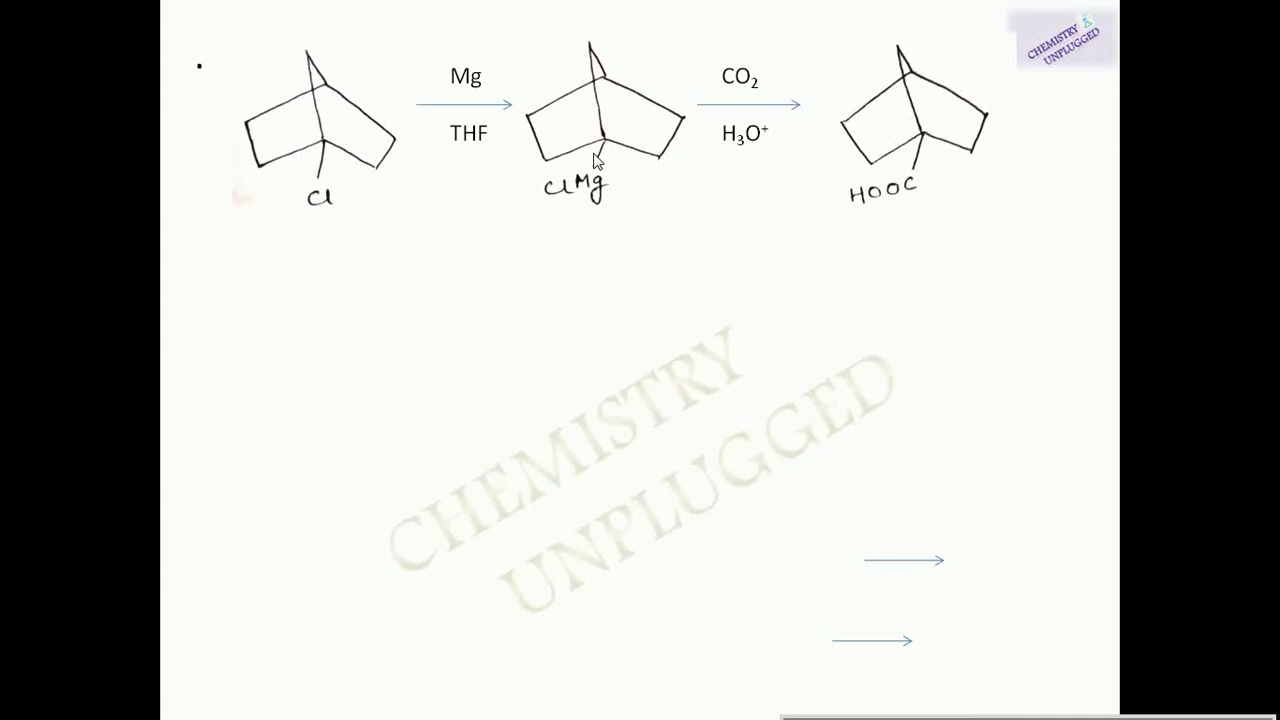 CHEMISTRY
UNPLUGGED
Mg
THF
CO₂
H₃O⁺
Cl
ClMg
HOOC
CHEMISTRY
UNPLUGGED